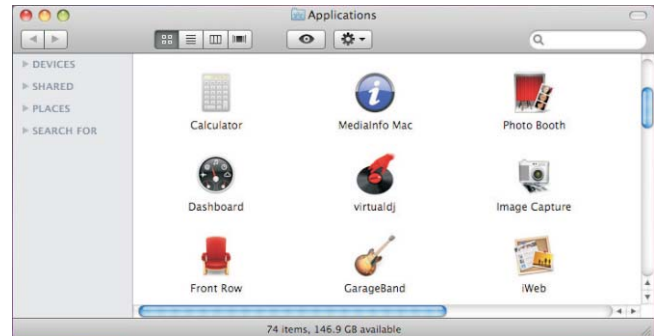 Applications
DEVICES
SHARED
PLACES
SEARCH FOR
Calculator
MediaInfo Mac
Photo Booth
Dashboard
virtualdj
Image Capture
Front Row
GarageBand
iWeb
74 items, 146.9 GB available